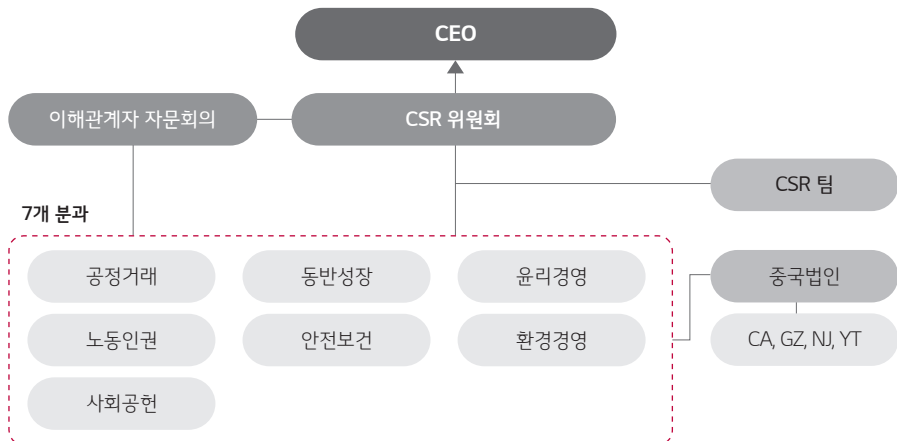 CEO
이해관계자 자문회의
CSR 위원회
CSR 팀
7개 분과
공정거래
동반성장
윤리경영
중국법인
노동인권
안전보건
환경경영
CA, GZ, NJ, YT
사회공헌